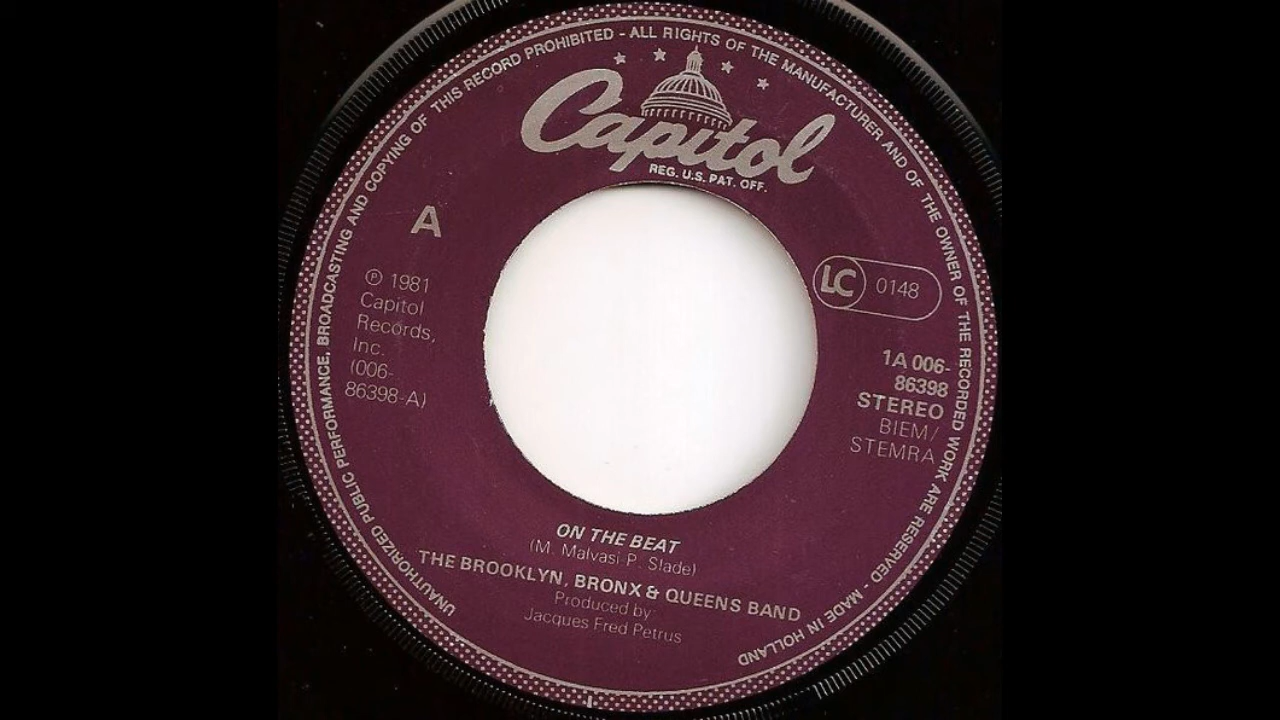 UNAUTHORIZED PUBLIC PERFORMANCE, BROADCASTING AND COPYING OF THIS RECORD PROHIBITED - ALL RIGHTS OF THE MANUFACTURER AND OF THE OWNER OF THE RECORDED WORK ARE RESERVED - MADE IN HOLLAND
Capitol
REG. U.S. PAT. OFF.
A
℗ 1981
Capitol
Records,
Inc.
(006-
86398-A)
LC 0148
1A 006-
86398
STEREO
BIEM/
STEMRA
ON THE BEAT
(M. Malvasi-P. Slade)
THE BROOKLYN, BRONX & QUEENS BAND
Produced by:
Jacques Fred Petrus